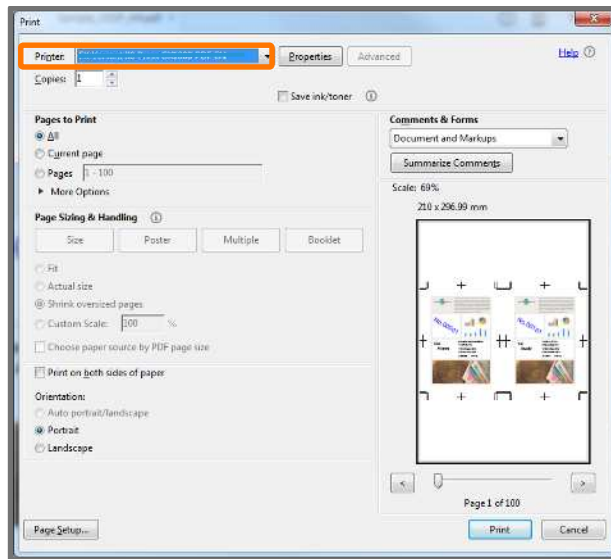 Print
Printer:
Properties
Advanced
Help
Copies: 1
Save ink/toner
Pages to Print
All
Current page
Pages 1 - 100
More Options
Page Sizing & Handling
Size Poster Multiple Booklet
Fit
Actual size
Shrink oversized pages
Custom Scale: 100 %
Choose paper source by PDF page size
Print on both sides of paper
Orientation:
Auto portrait/landscape
Portrait
Landscape
Comments & Forms
Document and Markups
Summarize Comments
Scale: 69%
210 x 296.99 mm
<
>
Page 1 of 100
Page Setup...
Print
Cancel